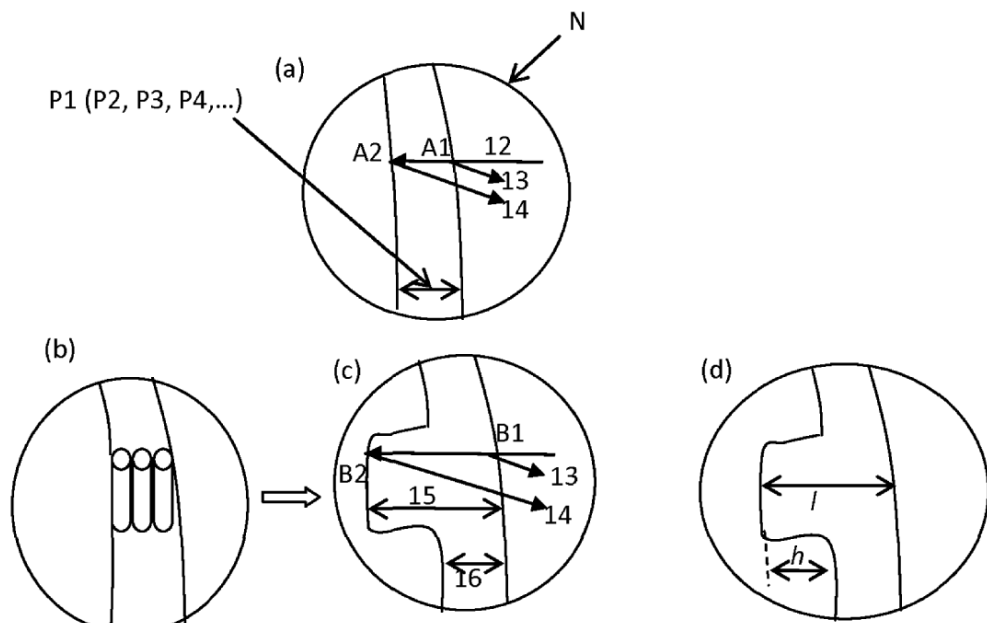 N
(a)
P1 (P2, P3, P4,...)
A2 A1 12
13
14
(b)
(c)
(d)
B1
B2
13
15
14
l
16
h